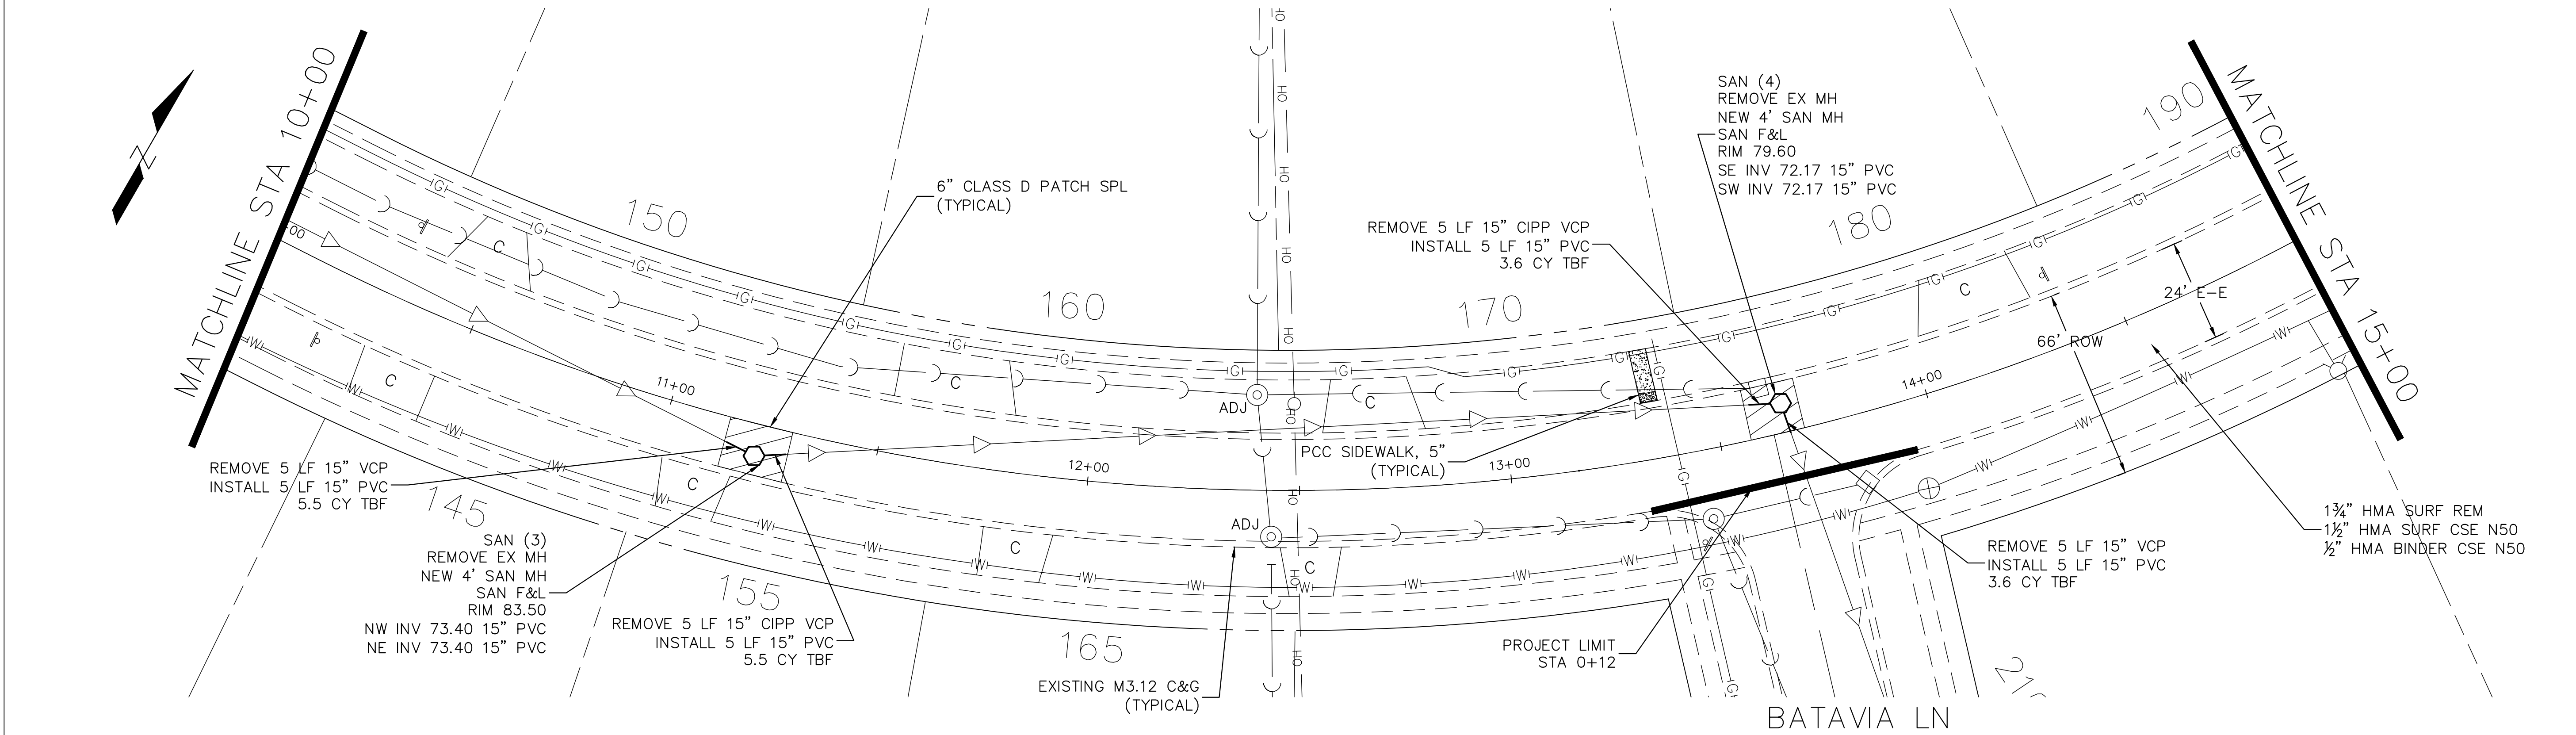 MATCHLINE STA 10+00
Z
150
6" CLASS D PATCH SPL
(TYPICAL)
160
170
SAN (4)
REMOVE EX MH
NEW 4' SAN MH
SAN F&L
RIM 79.60
SE INV 72.17 15" PVC
SW INV 72.17 15" PVC
REMOVE 5 LF 15" CIPP VCP
INSTALL 5 LF 15" PVC
3.6 CY TBF
180
190
MATCHLINE STA 15+00
24' E-E
66' ROW
00
11+00
12+00
13+00
14+00
ADJ
ADJ
C
C
C
C
C
C
C
C
PCC SIDEWALK, 5"
(TYPICAL)
REMOVE 5 LF 15" VCP
INSTALL 5 LF 15" PVC
5.5 CY TBF
145
SAN (3)
REMOVE EX MH
NEW 4' SAN MH
SAN F&L
RIM 83.50
NW INV 73.40 15" PVC
NE INV 73.40 15" PVC
155
REMOVE 5 LF 15" CIPP VCP
INSTALL 5 LF 15" PVC
5.5 CY TBF
165
EXISTING M3.12 C&G
(TYPICAL)
PROJECT LIMIT
STA 0+12
REMOVE 5 LF 15" VCP
INSTALL 5 LF 15" PVC
3.6 CY TBF
1¾" HMA SURF REM
1½" HMA SURF CSE N50
½" HMA BINDER CSE N50
BATAVIA LN